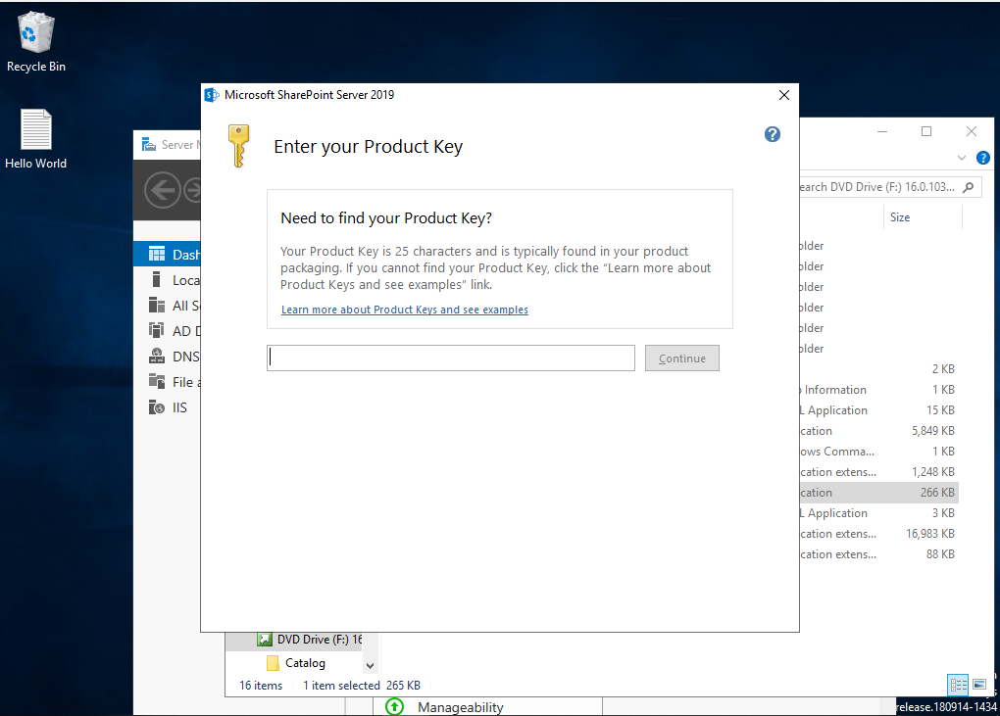 Recycle Bin
Hello World
Microsoft SharePoint Server 2019
Enter your Product Key
Need to find your Product Key?
Your Product Key is 25 characters and is typically found in your product
packaging. If you cannot find your Product Key, click the “Learn more about
Product Keys and see examples” link.
Learn more about Product Keys and see examples
Continue
Server M
Dash
Loca
All Se
AD D
DNS
File a
IIS
earch DVD Drive (F:) 16.0.103...
Size
older
older
older
older
older
older
2 KB
p Information 1 KB
L Application 15 KB
cation 5,849 KB
ows Comma... 1 KB
cation extens... 1,248 KB
cation 266 KB
L Application 3 KB
cation extens... 16,983 KB
cation extens... 88 KB
DVD Drive (F:) 16
Catalog
16 items 1 item selected 265 KB
Manageability
release.180914-1434